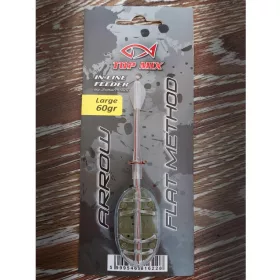 TOP MIX
IN-LINE
FEEDER
Large
60gr
ARROW
FLAT METHOD